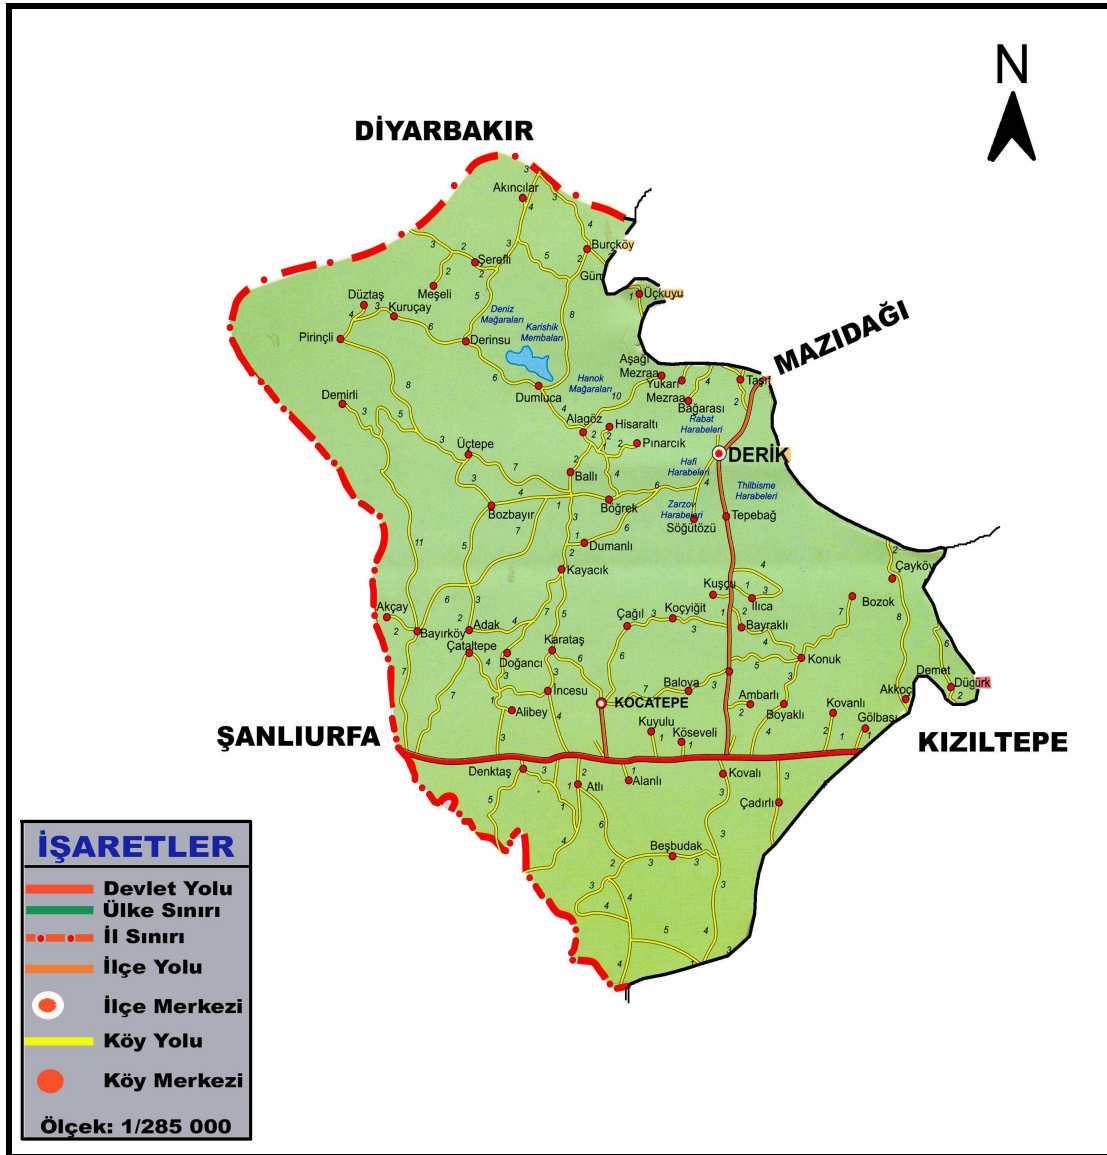 N
DİYARBAKIR
Akıncılar
Burçköy
Şerefli
Güm
Meşeli
Üçkuyu
Düztaş
Kuruçay
Deniz
Mağaraları
Karishik
Membaları
MAZIDAĞI
Pirinçli
Derinsu
Aşağı
Mezraa
Yukarı
Mezraa
Taşıt
Hanok
Mağaraları
Demirli
Dumluca
Bağarası
Rabat
Harabeleri
Alagöz
Hisaraltı
Pınarcık
Üçtepe
DERİK
Hafi
Harabeleri
Ballı
Thilbisme
Harabeleri
Bozbayır
Böğrek
Zarzov
Harabeleri
Söğütözü
Tepebağ
Dumanlı
Kayacık
Çayköy
Kuşçu
Ilıca
Bozok
Akçay
Çağıl
Koçyiğit
Bayırköy
Adak
Bayraklı
Çataltepe
Karataş
Doğancı
Konuk
Demet
Dügürk
İncesu
Balova
Ambarlı
Akkoç
KOCATEPE
Alibey
Boyaklı
Kovanlı
Gölbaşı
Kuyulu
Köseveli
ŞANLIURFA
KIZILTEPE
Denktaş
Atlı
Alanlı
Kovalı
Çadırlı
Beşbudak
İŞARETLER
Devlet Yolu
Ülke Sınırı
İl Sınırı
İlçe Yolu
İlçe Merkezi
Köy Yolu
Köy Merkezi
Ölçek: 1/285 000